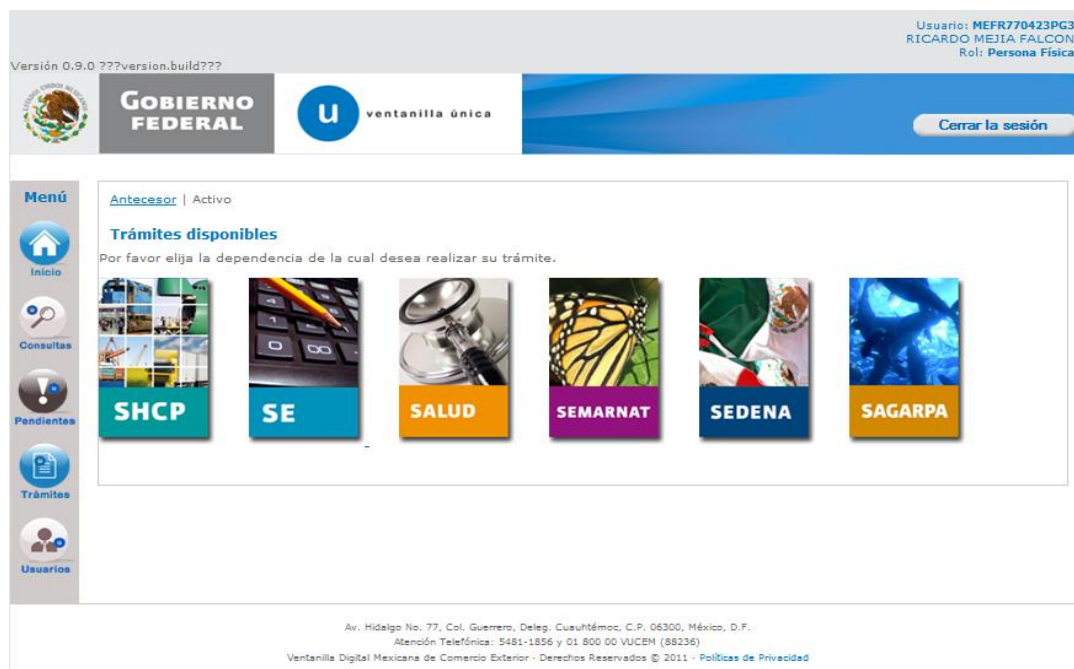 Usuario: MEFR770423PG3
RICARDO MEJIA FALCON
Rol: Persona Física
Versión 0.9.0 ???version.build???
ESTADOS UNIDOS MEXICANOS
GOBIERNO
FEDERAL
u
ventanilla única
Cerrar la sesión
Menú
Inicio
Consultas
Pendientes
Trámites
Usuarios
Antecesor | Activo
Trámites disponibles
Por favor elija la dependencia de la cual desea realizar su trámite.
SHCP
SE
SALUD
SEMARNAT
SEDENA
SAGARPA
Av. Hidalgo No. 77, Col. Guerrero, Deleg. Cuauhtémoc, C.P. 06300, México, D.F.
Atención Telefónica: 5481-1856 y 01 800 00 VUCEM (88236)
Ventanilla Digital Mexicana de Comercio Exterior - Derechos Reservados © 2011 - Políticas de Privacidad